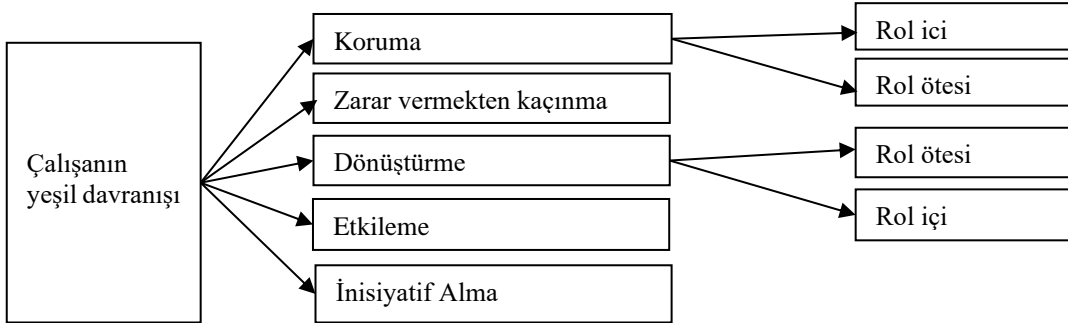 Çalışanın
yeşil davranışı
Koruma
Zarar vermekten kaçınma
Dönüştürme
Etkileme
İnisiyatif Alma
Rol ici
Rol ötesi
Rol ötesi
Rol içi